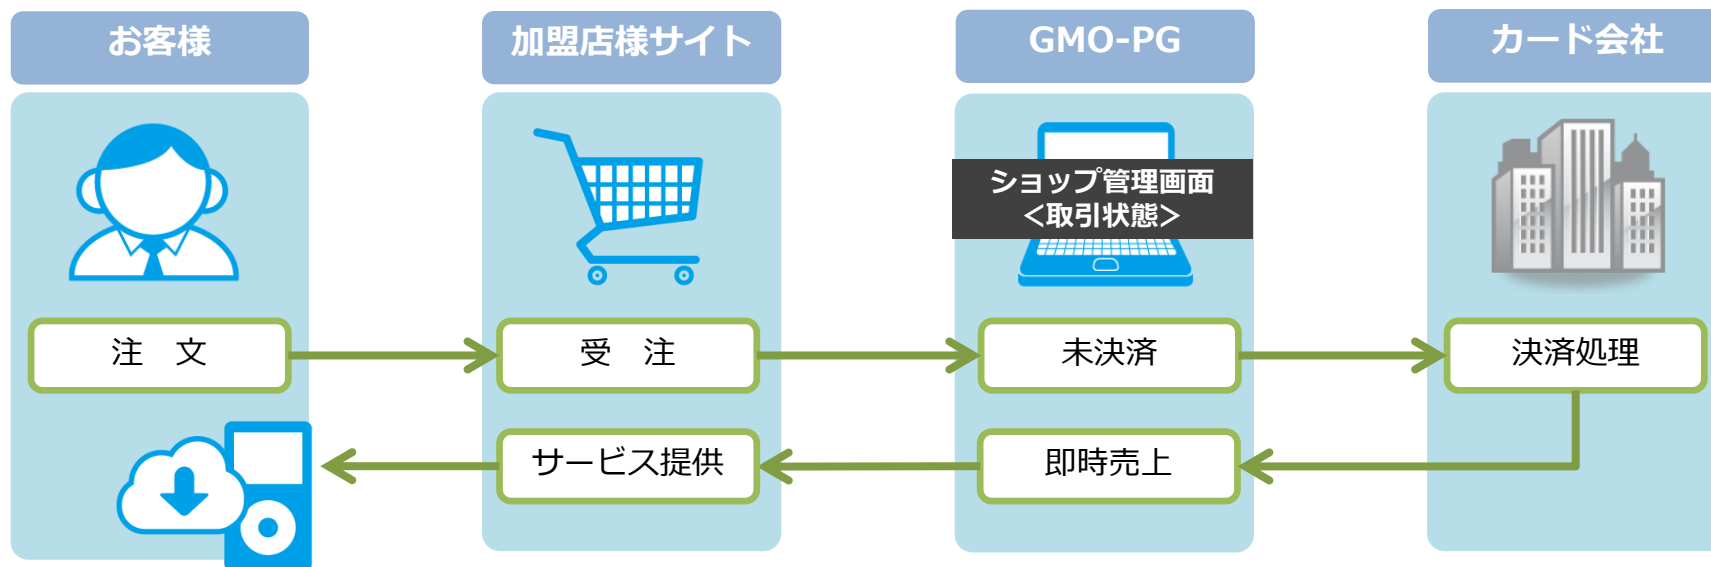 お客様
加盟店様サイト
GMO-PG
カード会社
ショップ管理画面
<取引状態>
注　文
受　注
未決済
決済処理
サービス提供
即時売上